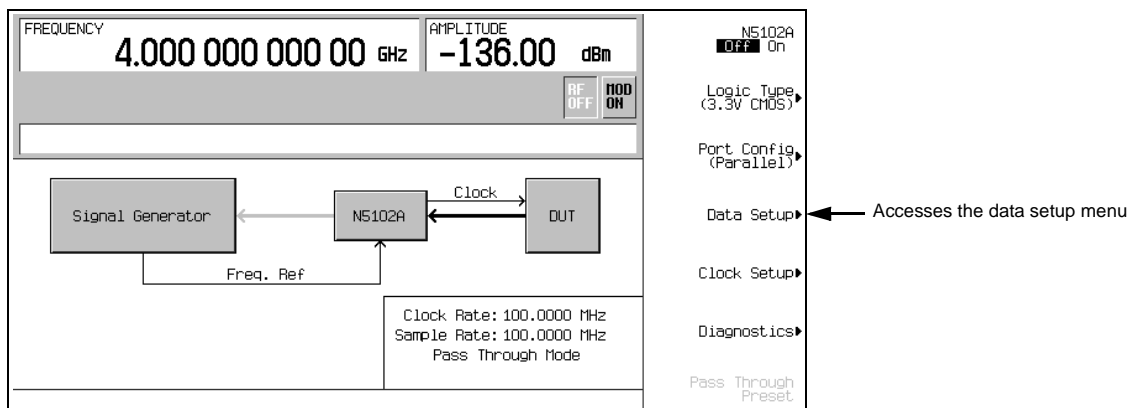 FREQUENCY
4.000 000 000 00 GHz
AMPLITUDE
-136.00 dBm
RF OFF
MOD ON
Signal Generator
N5102A
Clock
DUT
Freq. Ref
Clock Rate: 100.0000 MHz
Sample Rate: 100.0000 MHz
Pass Through Mode
N5102A
Off On
Logic Type
(3.3V CMOS)
Port Config
(Parallel)
Data Setup
Accesses the data setup menu
Clock Setup
Diagnostics
Pass Through
Preset